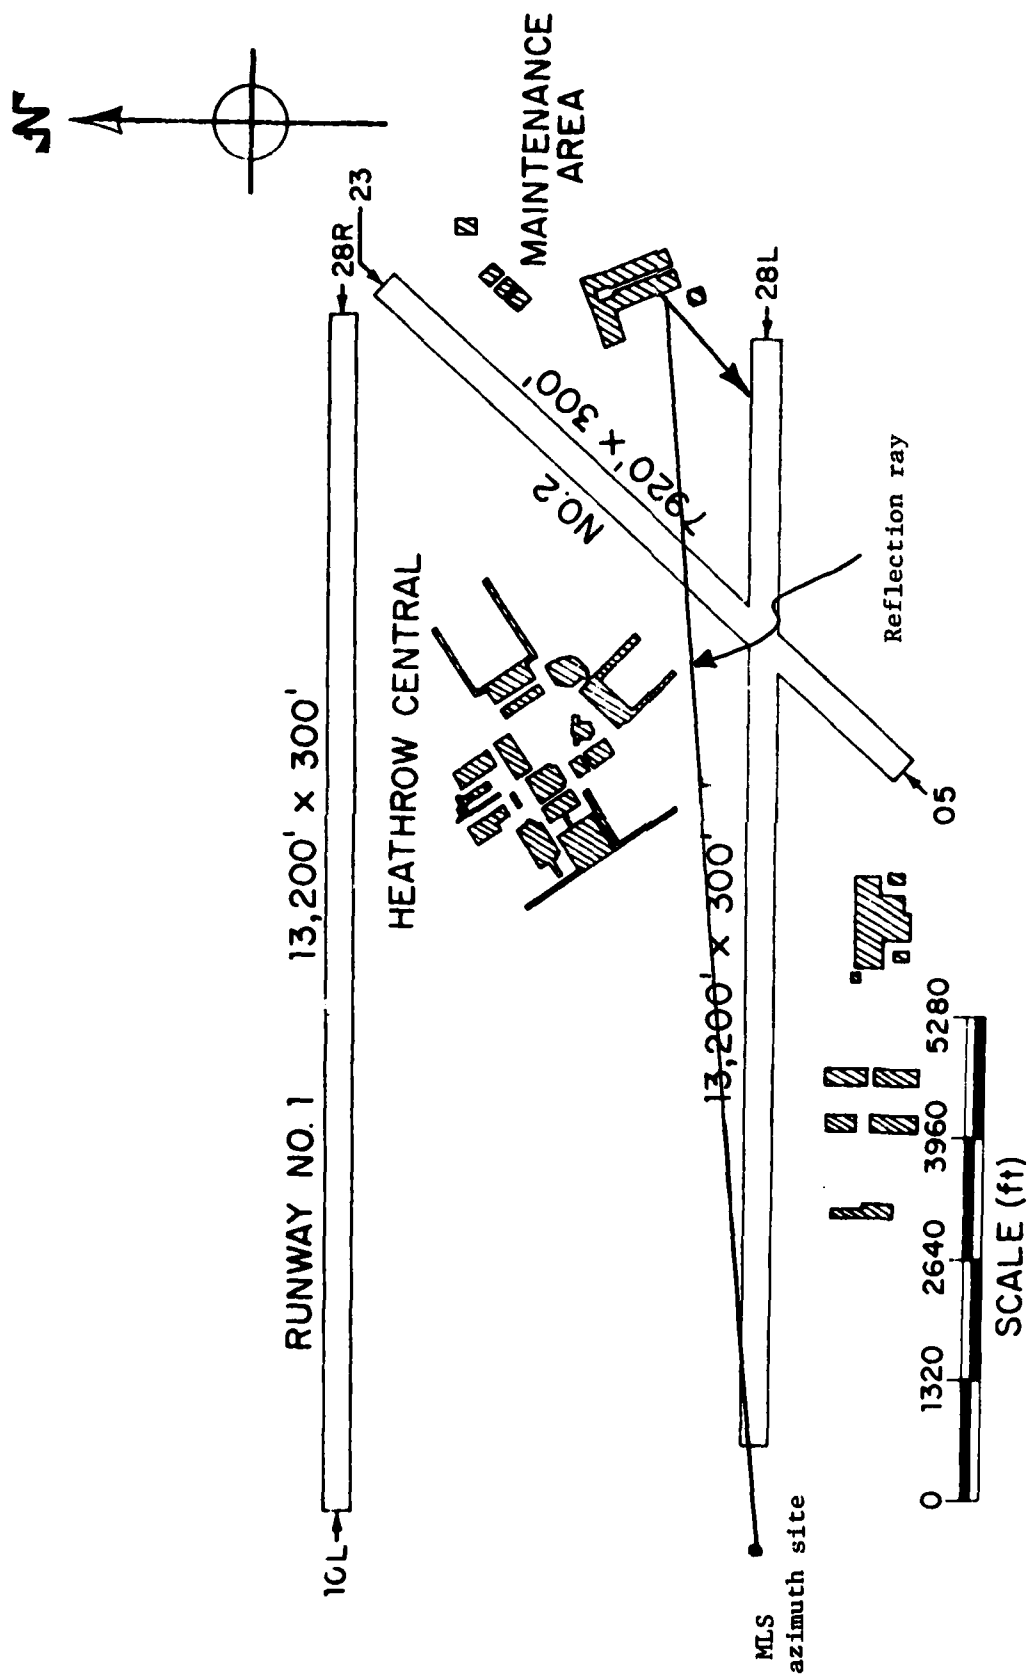 N
10L
RUNWAY NO. 1
13,200' x 300'
28R
23
HEATHROW CENTRAL
MAINTENANCE
AREA
NO.2
7920' x 300'
13,200' x 300'
28L
05
Reflection ray
MLS
azimuth site
0
1320
2640
3960
5280
SCALE (ft)